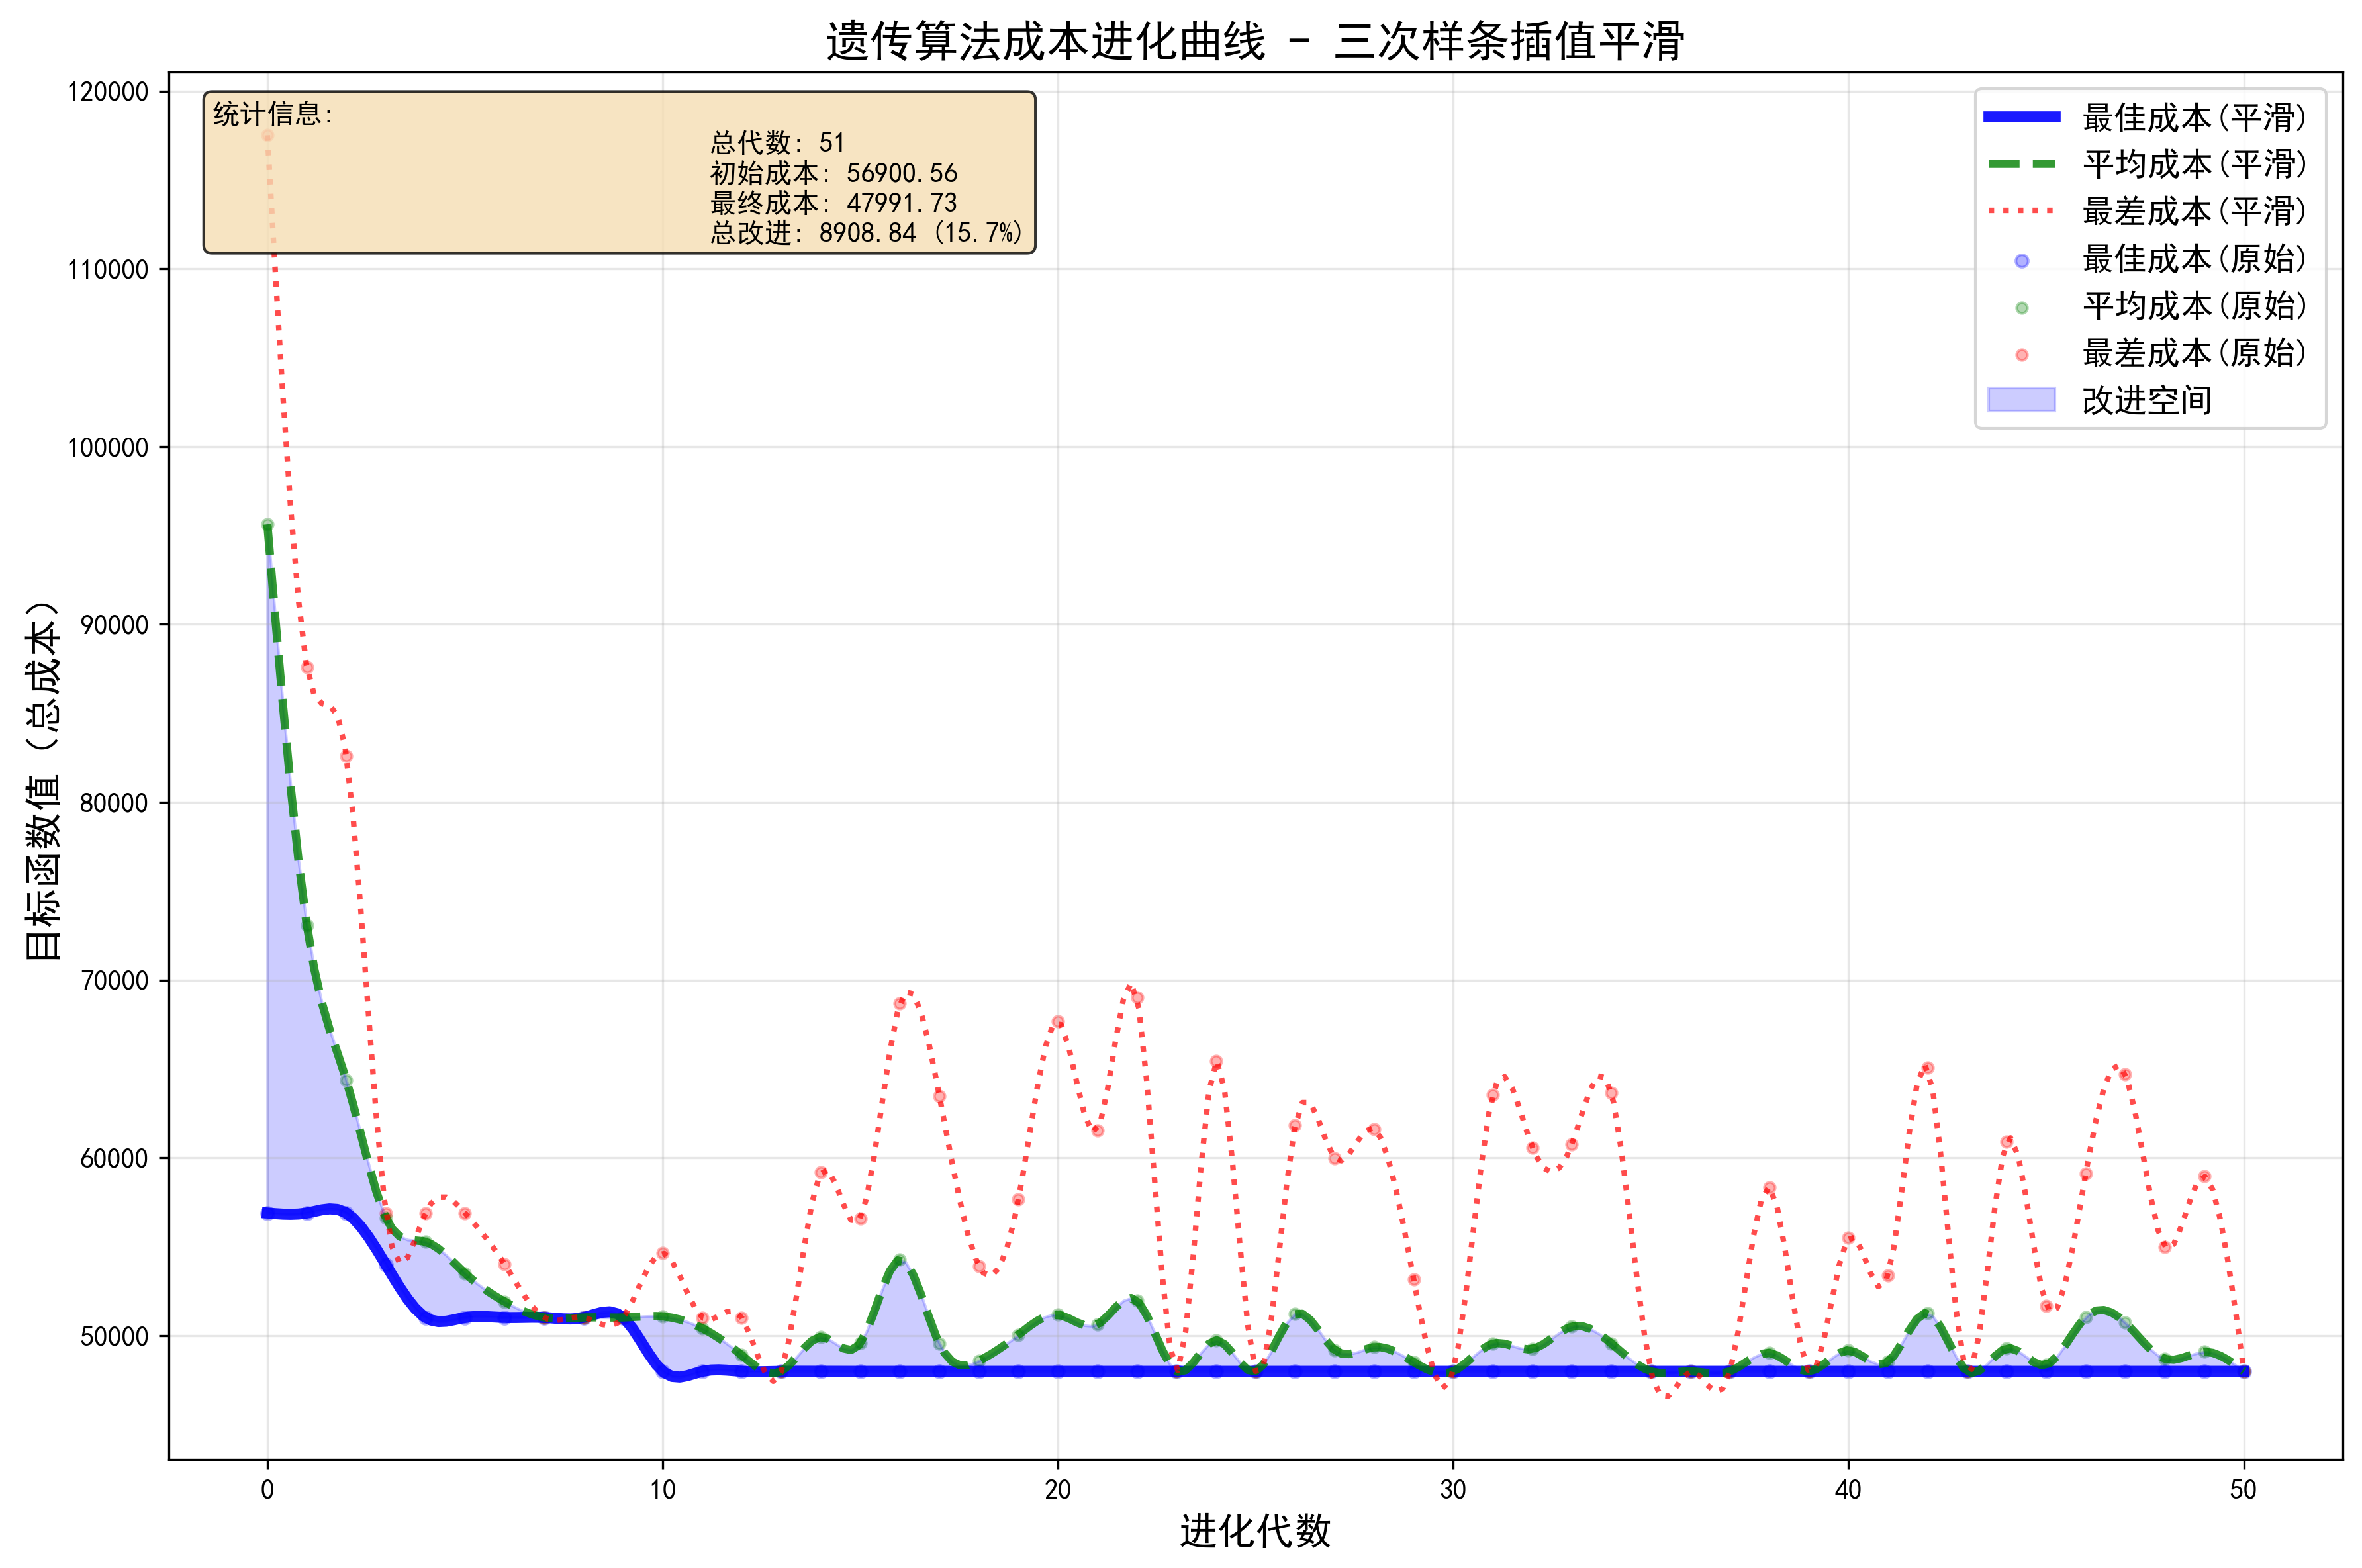 遗传算法成本进化曲线 - 三次样条插值平滑
统计信息:
总代数: 51
初始成本: 56900.56
最终成本: 47991.73
总改进: 8908.84 (15.7%)
最佳成本(平滑)
平均成本(平滑)
最差成本(平滑)
最佳成本(原始)
平均成本(原始)
最差成本(原始)
改进空间
目标函数值（总成本）
120000
110000
100000
90000
80000
70000
60000
50000
0 10 20 30 40 50
进化代数